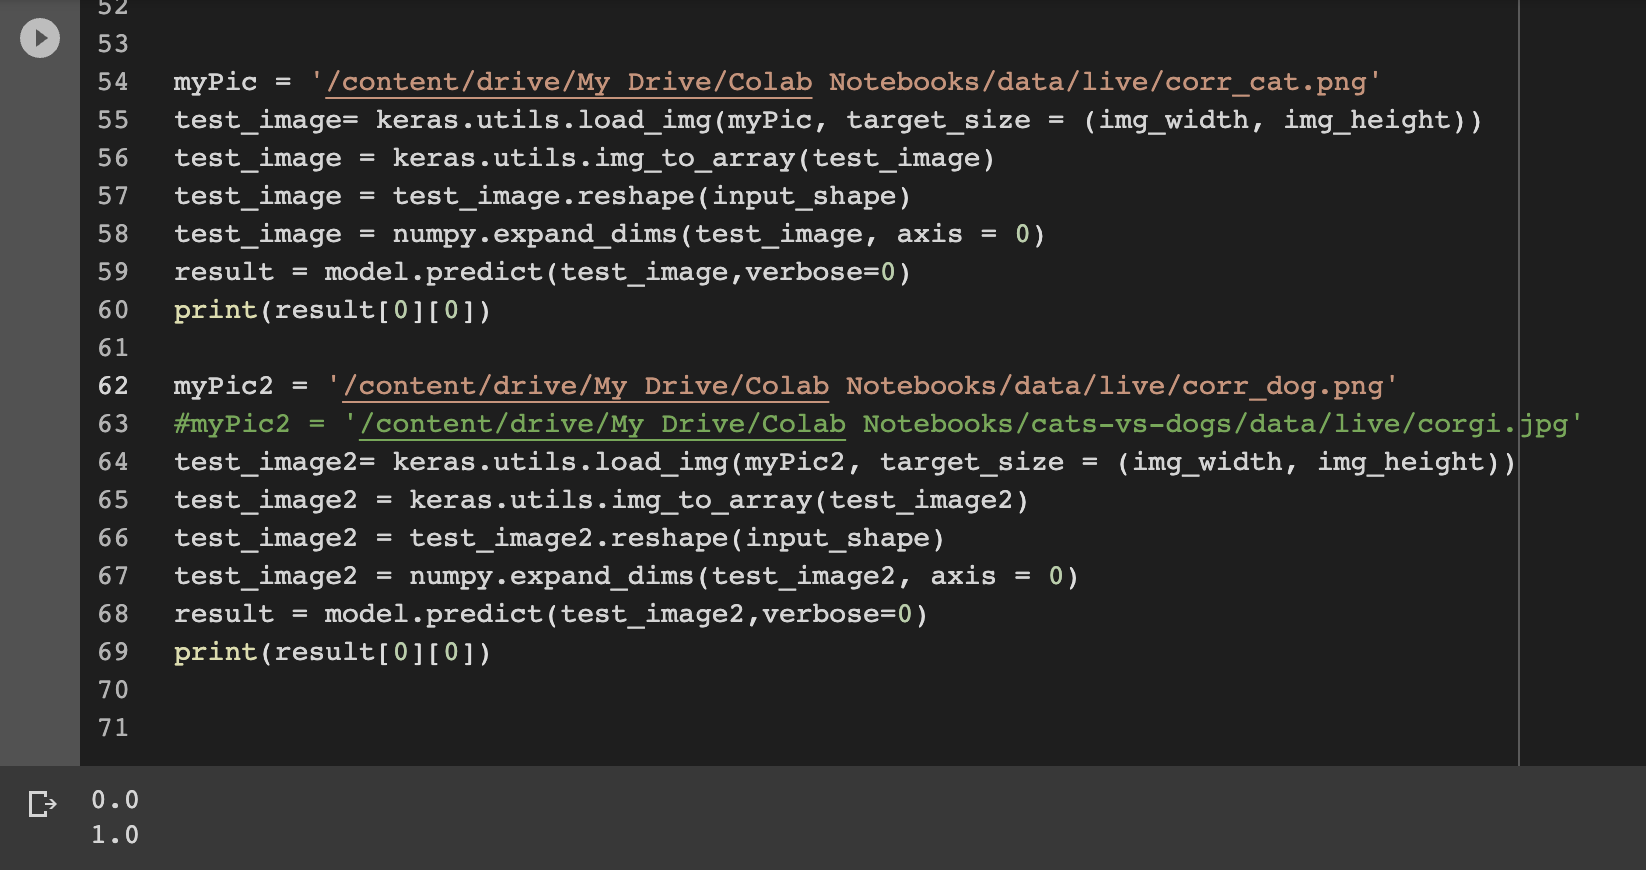 52
53
54 myPic = '/content/drive/My Drive/Colab Notebooks/data/live/corr_cat.png'
55 test_image= keras.utils.load_img(myPic, target_size = (img_width, img_height))
56 test_image = keras.utils.img_to_array(test_image)
57 test_image = test_image.reshape(input_shape)
58 test_image = numpy.expand_dims(test_image, axis = 0)
59 result = model.predict(test_image,verbose=0)
60 print(result[0][0])
61
62 myPic2 = '/content/drive/My Drive/Colab Notebooks/data/live/corr_dog.png'
63 #myPic2 = '/content/drive/My Drive/Colab Notebooks/cats-vs-dogs/data/live/corgi.jpg'
64 test_image2= keras.utils.load_img(myPic2, target_size = (img_width, img_height))
65 test_image2 = keras.utils.img_to_array(test_image2)
66 test_image2 = test_image2.reshape(input_shape)
67 test_image2 = numpy.expand_dims(test_image2, axis = 0)
68 result = model.predict(test_image2,verbose=0)
69 print(result[0][0])
70
71
0.0
1.0